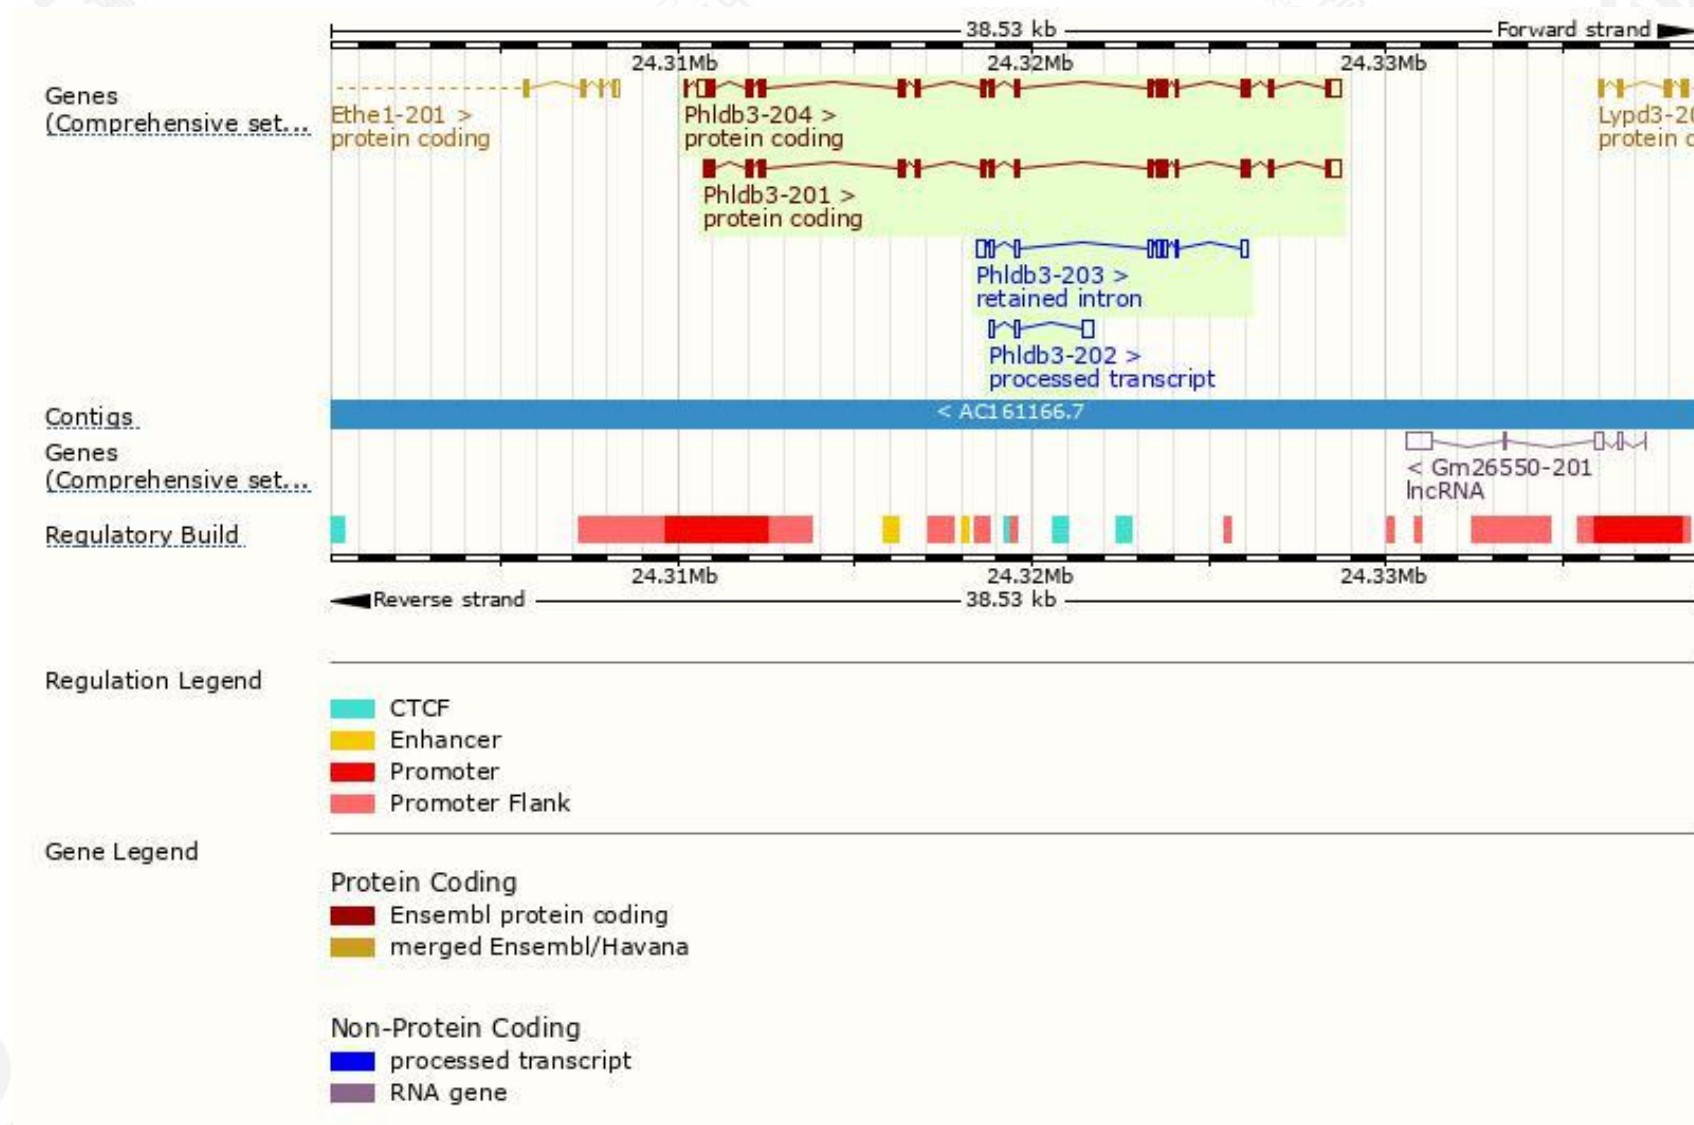 38.53 kb Forward strand
24.31Mb 24.32Mb 24.33Mb
Genes
(Comprehensive set...
Ethe1-201 >
protein coding
Phldb3-204 >
protein coding
Lypd3-20
protein c
Phldb3-201 >
protein coding
Phldb3-203 >
retained intron
Phldb3-202 >
processed transcript
Contigs
< AC161166.7
Genes
(Comprehensive set...
< Gm26550-201
lncRNA
Regulatory Build
24.31Mb 24.32Mb 24.33Mb
Reverse strand 38.53 kb
Regulation Legend
CTCF
Enhancer
Promoter
Promoter Flank
Gene Legend
Protein Coding
Ensembl protein coding
merged Ensembl/Havana
Non-Protein Coding
processed transcript
RNA gene